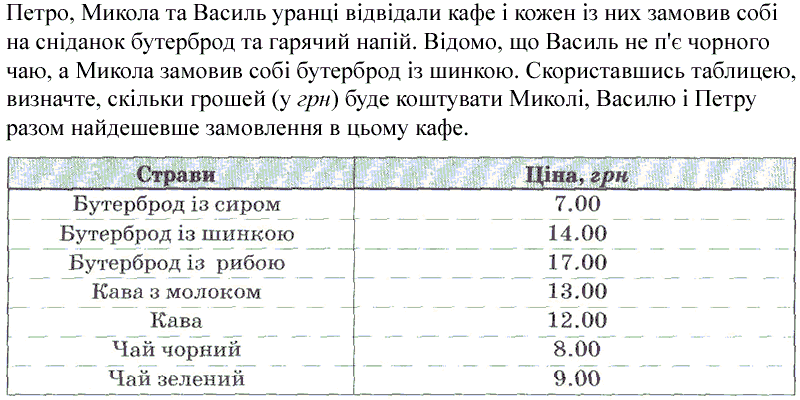 Петро, Микола та Василь уранці відвідали кафе і кожен із них замовив собі
на сніданок бутерброд та гарячий напій. Відомо, що Василь не п'є чорного
чаю, а Микола замовив собі бутерброд із шинкою. Скориставшись таблицею,
визначте, скільки грошей (у грн) буде коштувати Миколі, Василю і Петру
разом найдешевше замовлення в цьому кафе.
Страви Ціна, грн
Бутерброд із сиром 7.00
Бутерброд із шинкою 14.00
Бутерброд із рибою 17.00
Кава з молоком 13.00
Кава 12.00
Чай чорний 8.00
Чай зелений 9.00